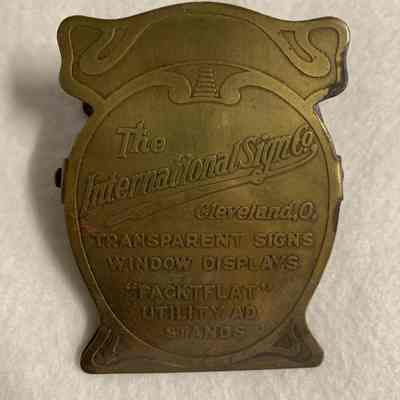 The
International Sign Co.
Cleveland, O.
TRANSPARENT SIGNS
WINDOW DISPLAYS
"PACKTFLAT"
UTILITY AD
STANDS